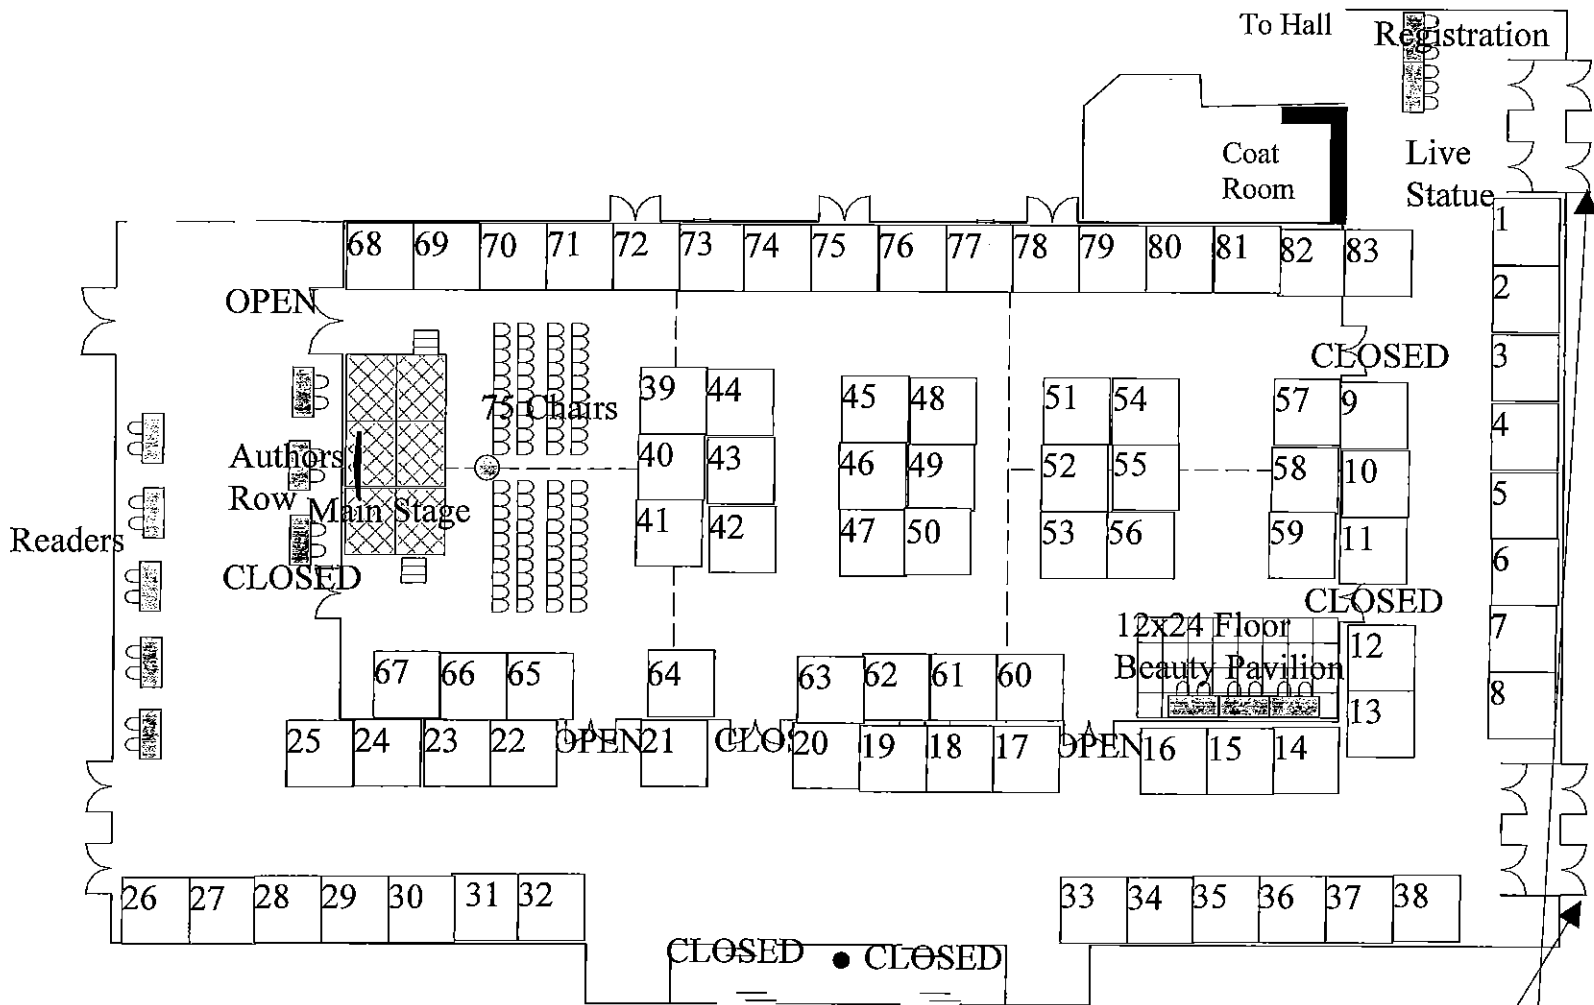 To Hall
Registration
Coat
Room
Live
Statue
1
68 69 70 71 72 73 74 75 76 77 78 79 80 81 82 83
2
OPEN
3
CLOSED
39 44 45 48 51 54 57 9
75 Chairs
4
Authors
Row
40 43 46 49 52 55 58 10
Main Stage
5
Readers
41 42 47 50 53 56 59 11
6
CLOSED
CLOSED
12x24 Floor
Beauty Pavilion
12
7
67 66 65 64 63 62 61 60
8
13
25 24 23 22 OPEN 21 CLOS 20 19 18 17 OPEN 16 15 14
26 27 28 29 30 31 32 33 34 35 36 37 38
CLOSED CLOSED